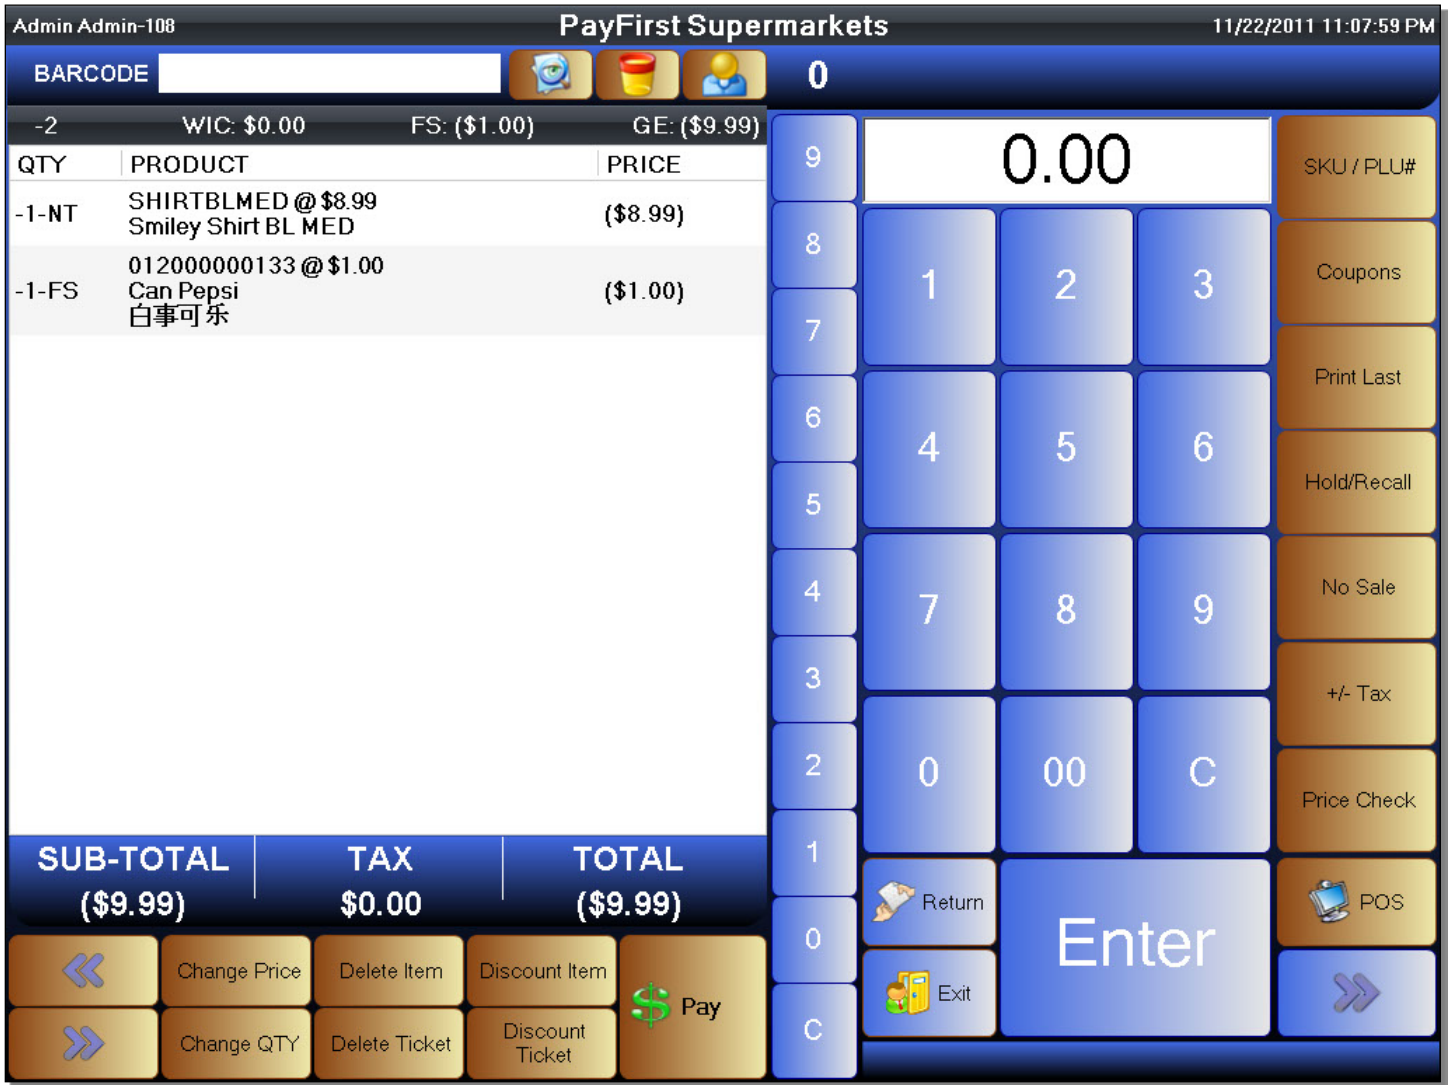 Admin Admin-108 PayFirst Supermarkets 11/22/2011 11:07:59 PM
BARCODE 0
-2 WIC: $0.00 FS: ($1.00) GE: ($9.99)
QTY PRODUCT PRICE
-1-NT SHIRTBLMED @ $8.99 ($8.99)
Smiley Shirt BL MED
-1-FS 012000000133 @ $1.00 ($1.00)
Can Pepsi
白事可乐
SUB-TOTAL TAX TOTAL
($9.99) $0.00 ($9.99)
Change Price Delete Item Discount Item
Change QTY Delete Ticket Discount
Ticket
Pay
9
8
7
6
5
4
3
2
1
0
C
0.00
1 2 3
4 5 6
7 8 9
0 00 C
Return
Exit
Enter
SKU / PLU#
Coupons
Print Last
Hold/Recall
No Sale
+/- Tax
Price Check
POS